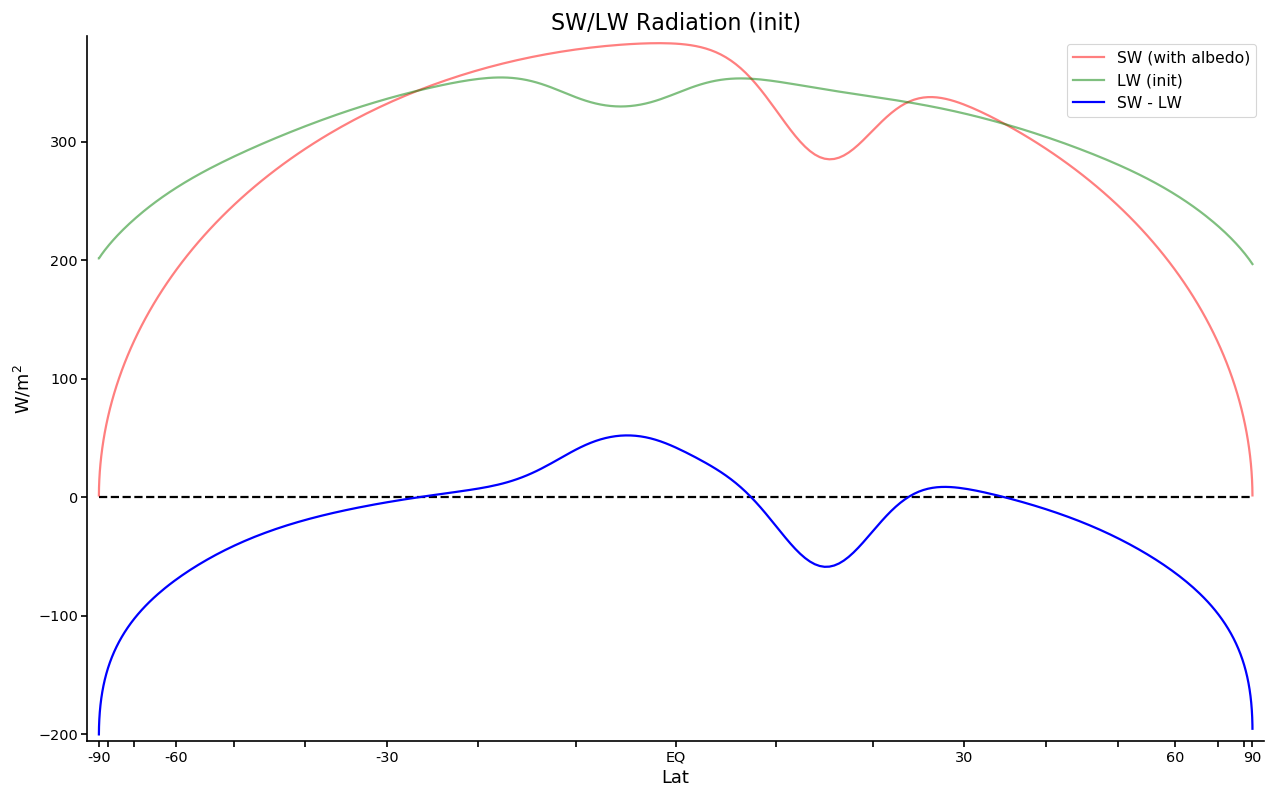 SW/LW Radiation (init)
SW (with albedo)
LW (init)
SW - LW
W/m²
300
200
100
0
−100
−200
-90 -60 -30 EQ 30 60 90
Lat